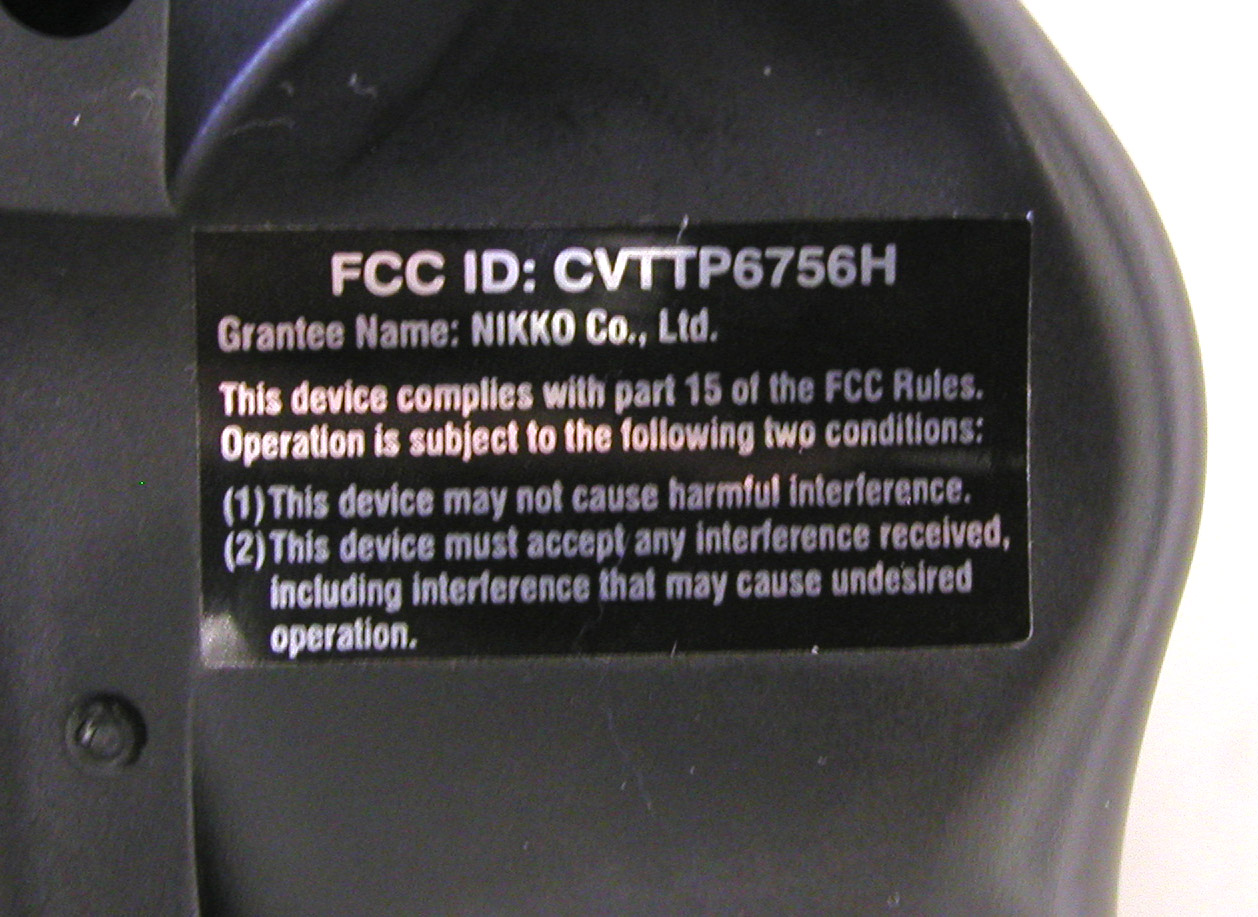 FCC ID: CVTTP6756H
Grantee Name: NIKKO Co., Ltd.
This device complies with part 15 of the FCC Rules.
Operation is subject to the following two conditions:
(1) This device may not cause harmful interference.
(2) This device must accept any interference received,
including interference that may cause undesired
operation.